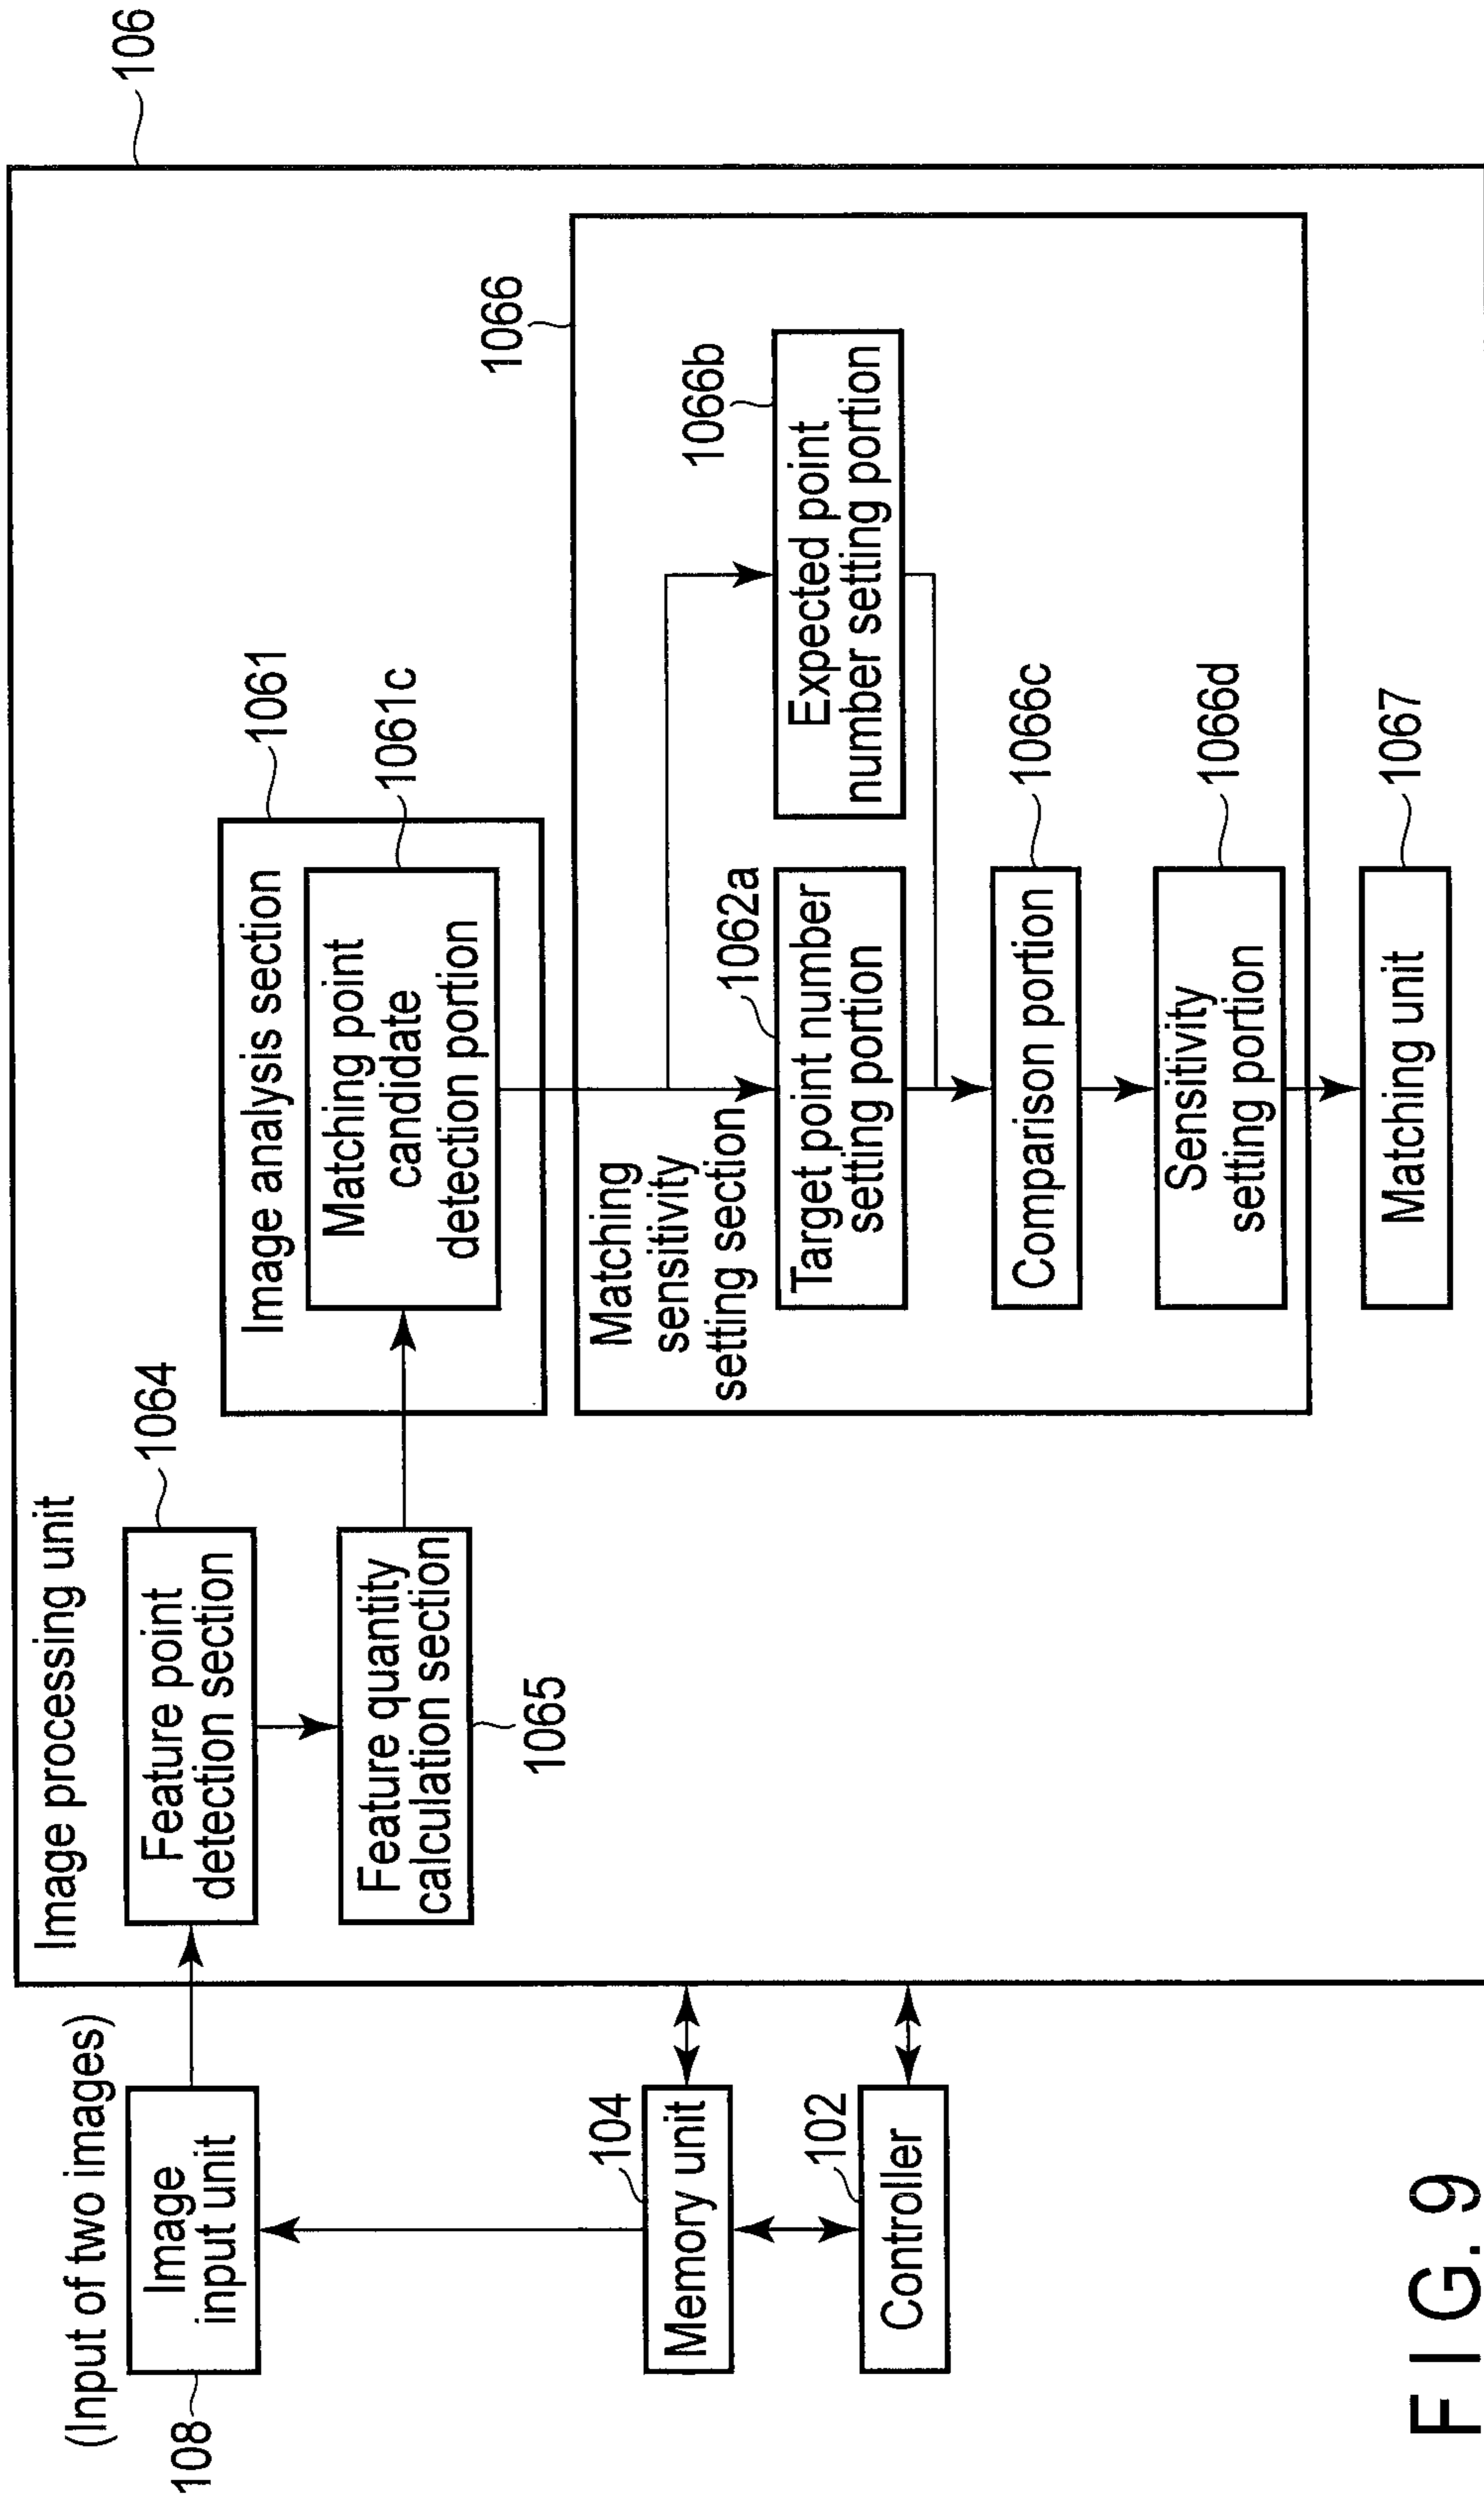 106
Image processing unit
(Input of two images)
108
Image
input unit
1064
Feature point
detection section
Feature quantity
calculation section
1065
1061
Image analysis section
1061c
Matching point
candidate
detection portion
1066
Matching
sensitivity
setting section
1062a
Target point number
setting portion
1066b
Expected point
number setting portion
104
Memory unit
102
Controller
1066c
Comparison portion
1066d
Sensitivity
setting portion
1067
Matching unit
FIG. 9